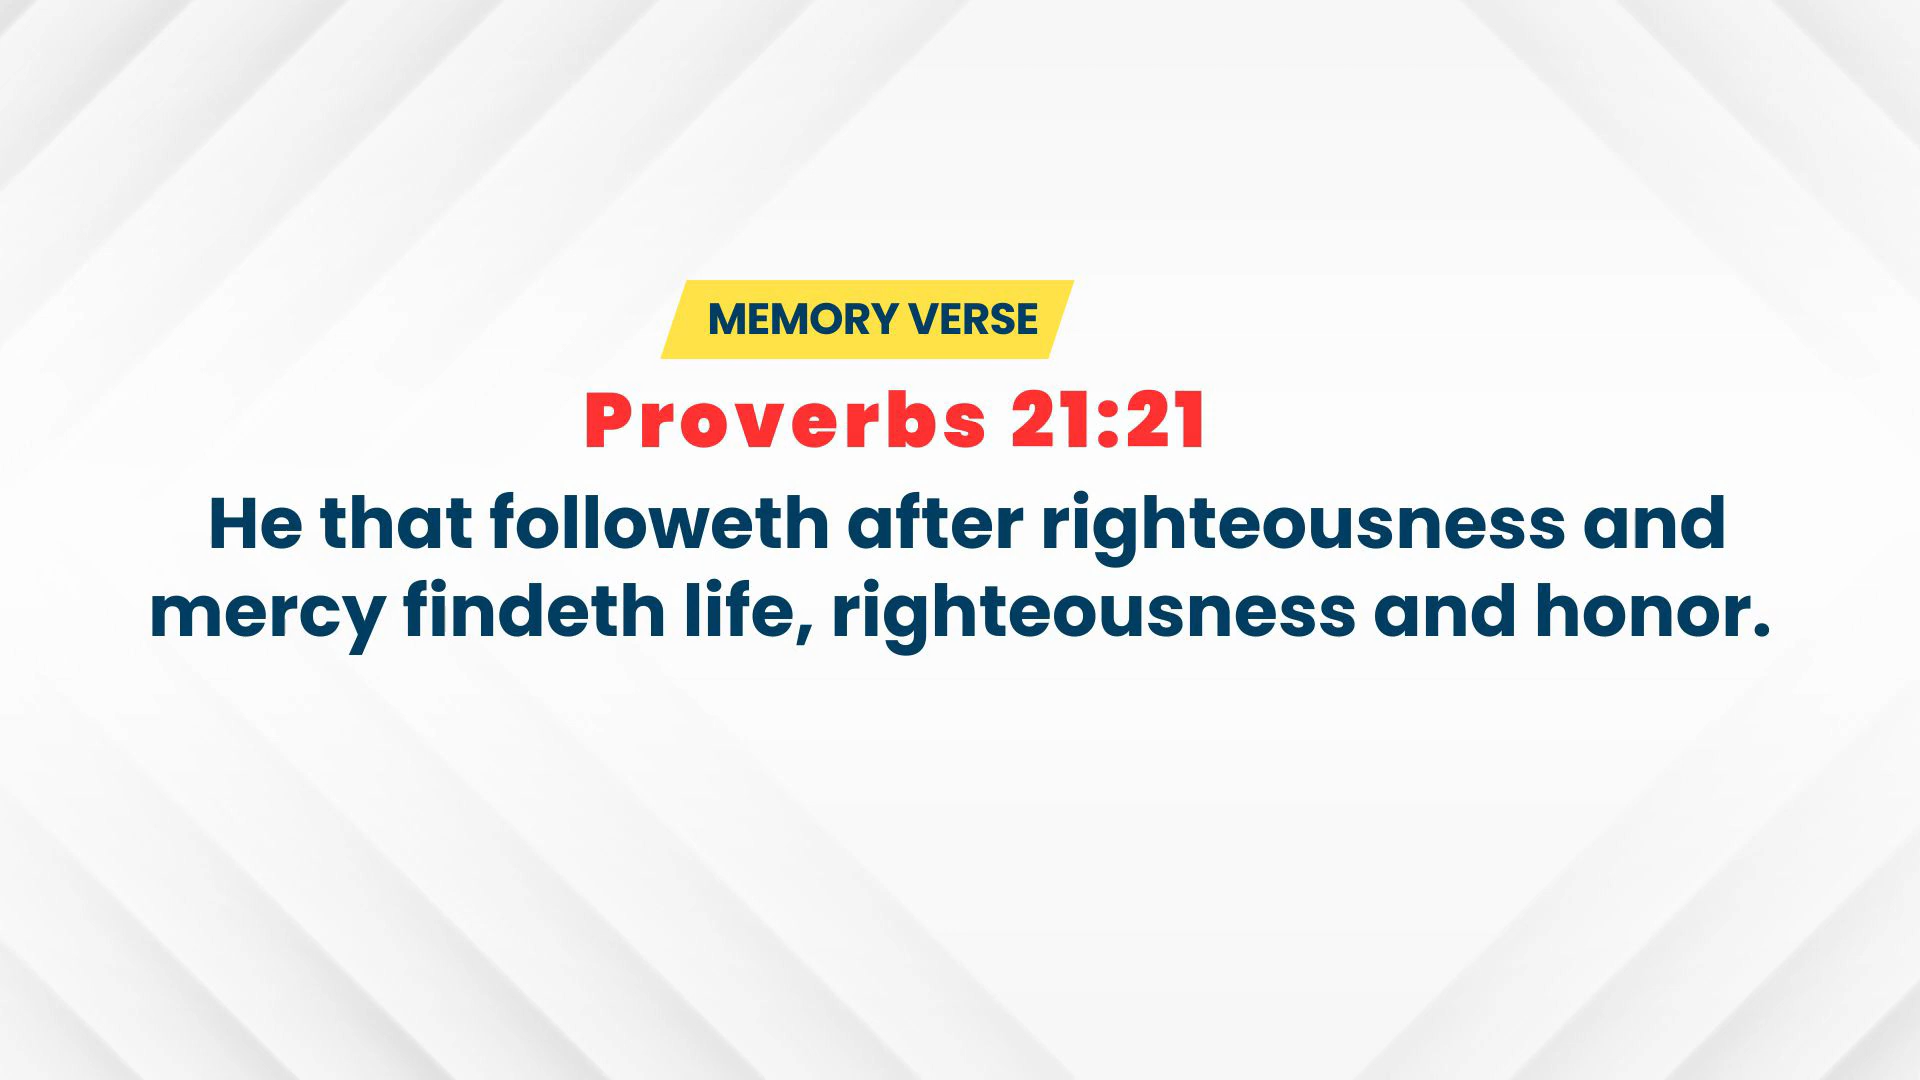 MEMORY VERSE
Proverbs 21:21
He that followeth after righteousness and
mercy findeth life, righteousness and honor.